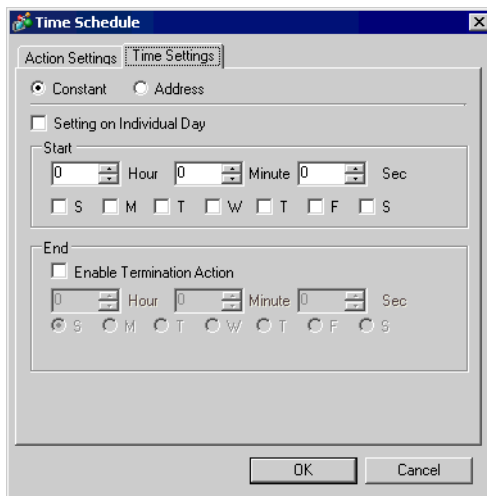 Time Schedule
Action Settings Time Settings
Constant Address
Setting on Individual Day
Start
0 Hour 0 Minute 0 Sec
S M T W T F S
End
Enable Termination Action
0 Hour 0 Minute 0 Sec
S M T W T F S
OK Cancel